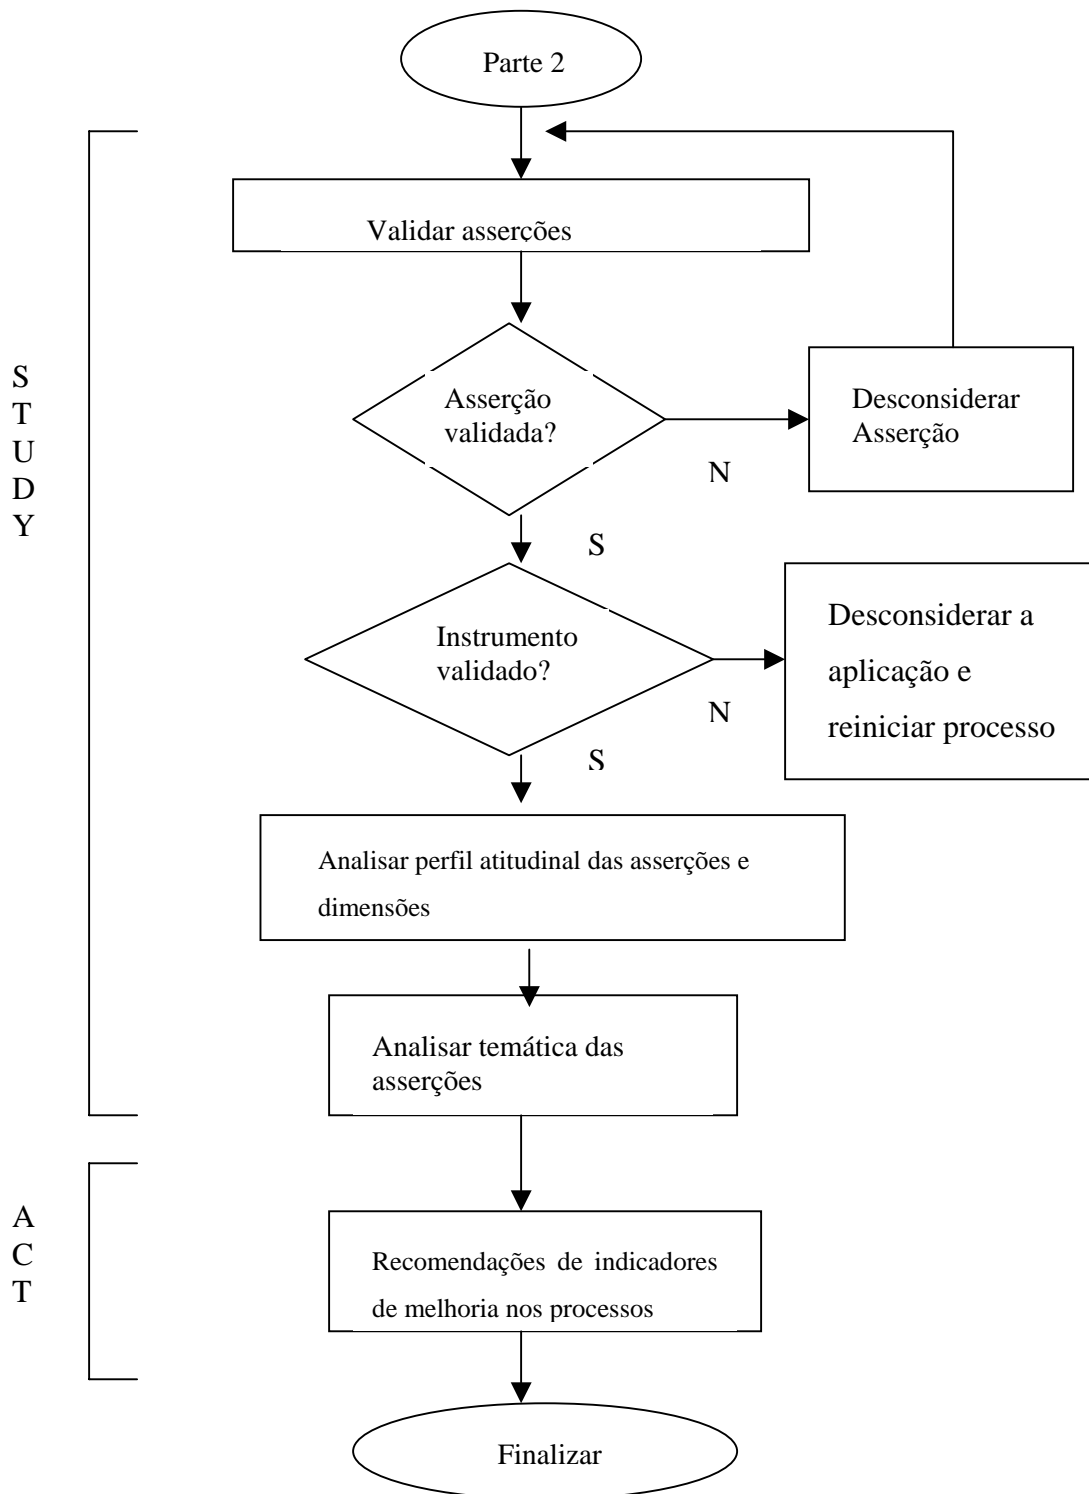 Parte 2
Validar asserções
S
T
U
D
Y
Asserção
validada?
N
Desconsiderar
Asserção
S
Instrumento
validado?
N
Desconsiderar a
aplicação e
reiniciar processo
S
Analisar perfil atitudinal das asserções e
dimensões
Analisar temática das
asserções
A
C
T
Recomendações de indicadores
de melhoria nos processos
Finalizar